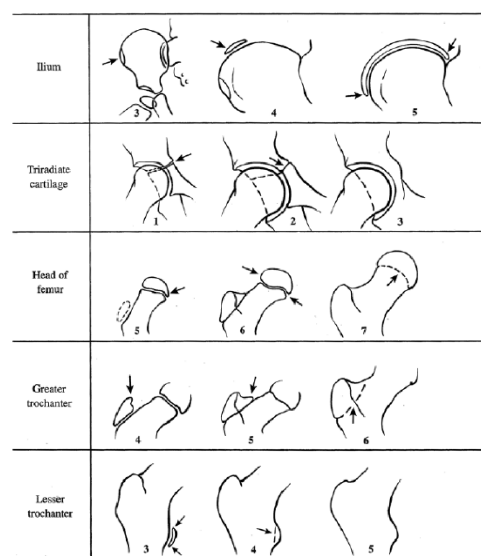 Ilium
3 4 5
Triradiate
cartilage
1 2 3
Head of
femur
5 6 7
Greater
trochanter
4 5 6
Lesser
trochanter
3 4 5